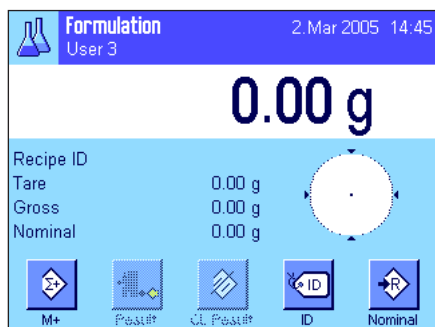 Formulation
User 3
2.Mar 2005 14:45
0.00 g
Recipe ID
Tare 0.00 g
Gross 0.00 g
Nominal 0.00 g
Σ+ ID R
M+ Result CL Result ID Nominal